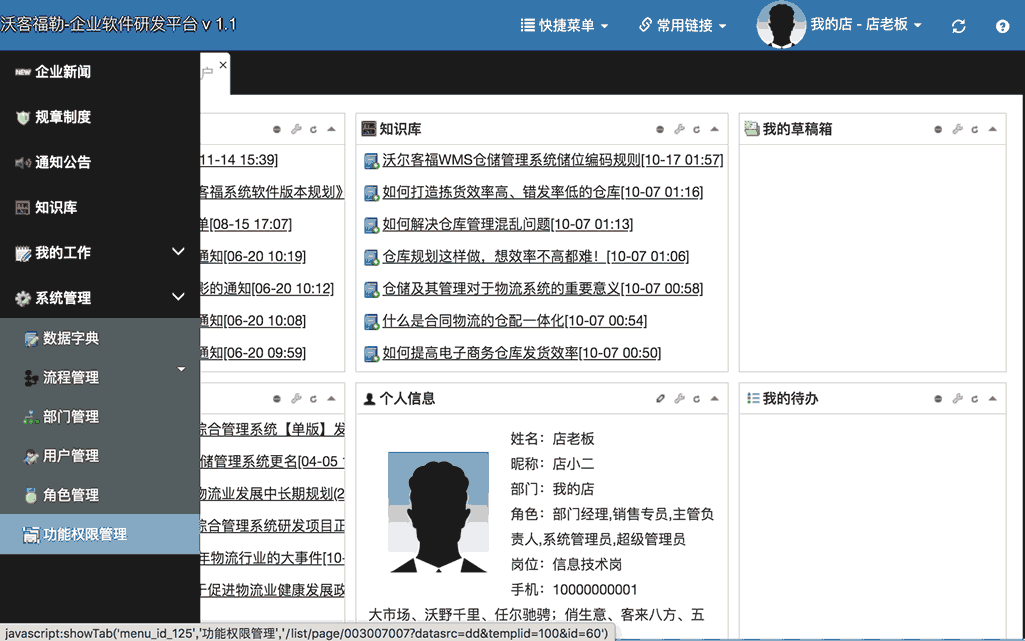 沃客福勒-企业软件研发平台 v 1.1
快捷菜单
常用链接
我的店 - 店老板
NEW 企业新闻
规章制度
通知公告
知识库
我的工作
系统管理
数据字典
流程管理
部门管理
用户管理
角色管理
功能权限管理
户
11-14 15:39]
客福系统软件版本规划》
单[08-15 17:07]
通知[06-20 10:19]
的通知[06-20 10:12]
通知[06-20 10:08]
通知[06-20 09:59]
知识库
沃尔客福WMS仓储管理系统储位编码规则[10-17 01:57]
如何打造拣货效率高、错发率低的仓库[10-07 01:16]
如何解决仓库管理混乱问题[10-07 01:13]
仓库规划这样做，想效率不高都难！[10-07 01:06]
仓储及其管理对于物流系统的重要意义[10-07 00:58]
什么是合同物流的仓配一体化[10-07 00:54]
如何提高电子商务仓库发货效率[10-07 00:50]
我的草稿箱
综合管理系统【单版】发
储管理系统更名[04-05
物流业发展中长期规划(2
综合管理系统研发项目正
年物流行业的大事件[10-
于促进物流业健康发展政
个人信息
姓名：店老板
昵称：店小二
部门：我的店
角色：部门经理,销售专员,主管负
责人,系统管理员,超级管理员
岗位：信息技术岗
手机：10000000001
大市场、沃野千里、任尔驰骋；俏生意、客来八方、五
我的待办
javascript:showTab('menu_id_125','功能权限管理','/list/page/003007007?datasrc=dd&templid=100&id=60')